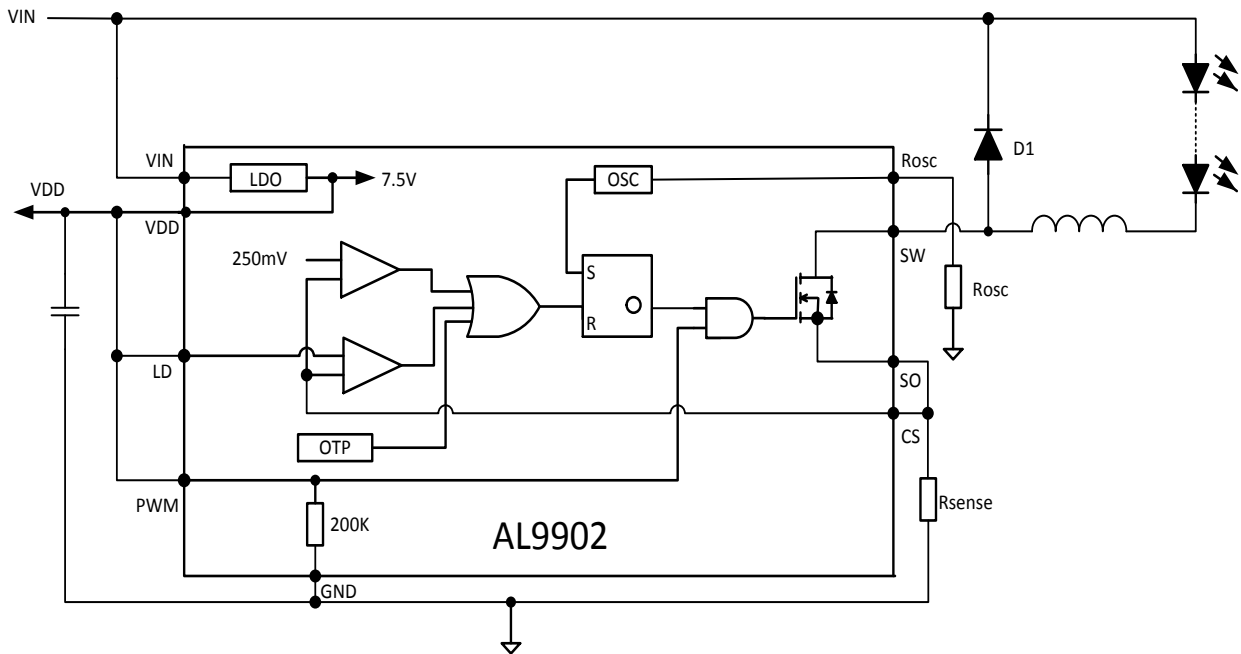 VIN
VIN
LDO
7.5V
OSC
Rosc
D1
VDD
VDD
SW
250mV
S
R
O
Rosc
LD
SO
CS
OTP
PWM
200K
Rsense
AL9902
GND